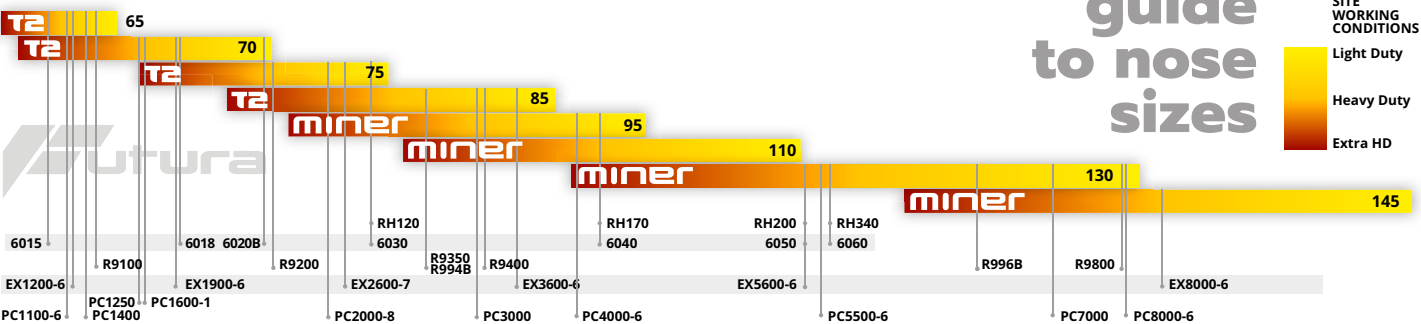 guide
to nose
sizes
SITE
WORKING
CONDITIONS
Light Duty
Heavy Duty
Extra HD
T2 65
T2 70
T2 75
T2 85
miner 95
miner 110
miner 130
miner 145
Futura
RH120 RH170 RH200 RH340
6015 6018 6020B 6030 6040 6050 6060
R9100 R9200 R9350 R9400 R996B R9800
R994B
EX1200-6 EX1900-6 EX2600-7 EX3600-6 EX5600-6 EX8000-6
PC1250 PC1600-1
PC1100-6 PC1400 PC2000-8 PC3000 PC4000-6 PC5500-6 PC7000 PC8000-6